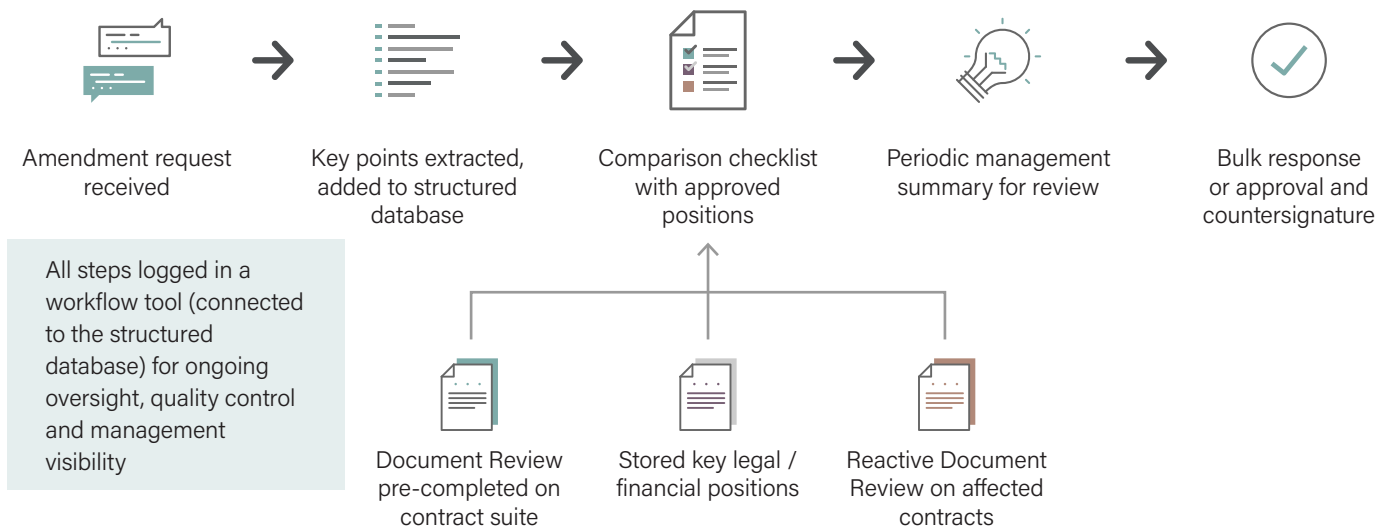 Amendment request
received
Key points extracted,
added to structured
database
Comparison checklist
with approved
positions
Periodic management
summary for review
Bulk response
or approval and
countersignature
All steps logged in a
workflow tool (connected
to the structured
database) for ongoing
oversight, quality control
and management
visibility
Document Review
pre-completed on
contract suite
Stored key legal /
financial positions
Reactive Document
Review on affected
contracts